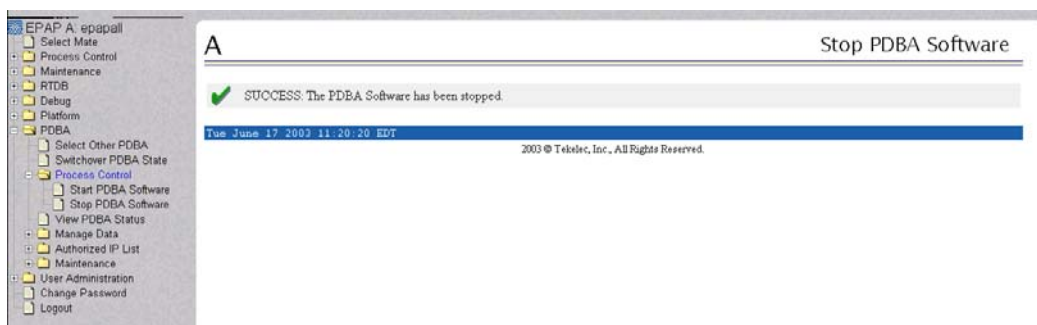 EPAP A: epapall
Select Mate
Process Control
Maintenance
RTDB
Debug
Platform
PDBA
Select Other PDBA
Switchover PDBA State
Process Control
Start PDBA Software
Stop PDBA Software
View PDBA Status
Manage Data
Authorized IP List
Maintenance
User Administration
Change Password
Logout
A
Stop PDBA Software
SUCCESS: The PDBA Software has been stopped.
Tue June 17 2003 11:20:20 EDT
2003 © Tekelec, Inc., All Rights Reserved.